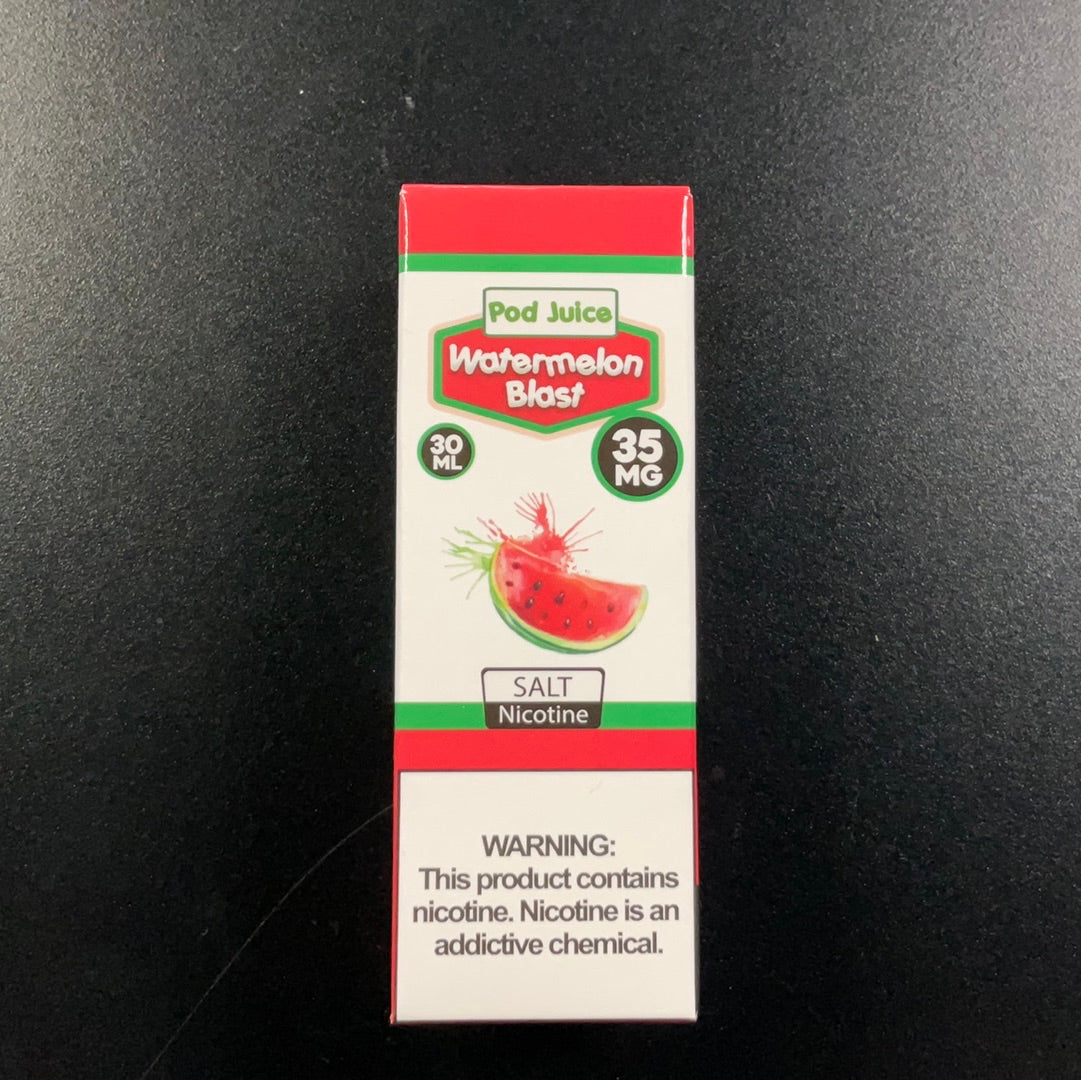 Pod Juice
Watermelon
Blast
30
ML
35
MG
SALT
Nicotine
WARNING:
This product contains
nicotine. Nicotine is an
addictive chemical.